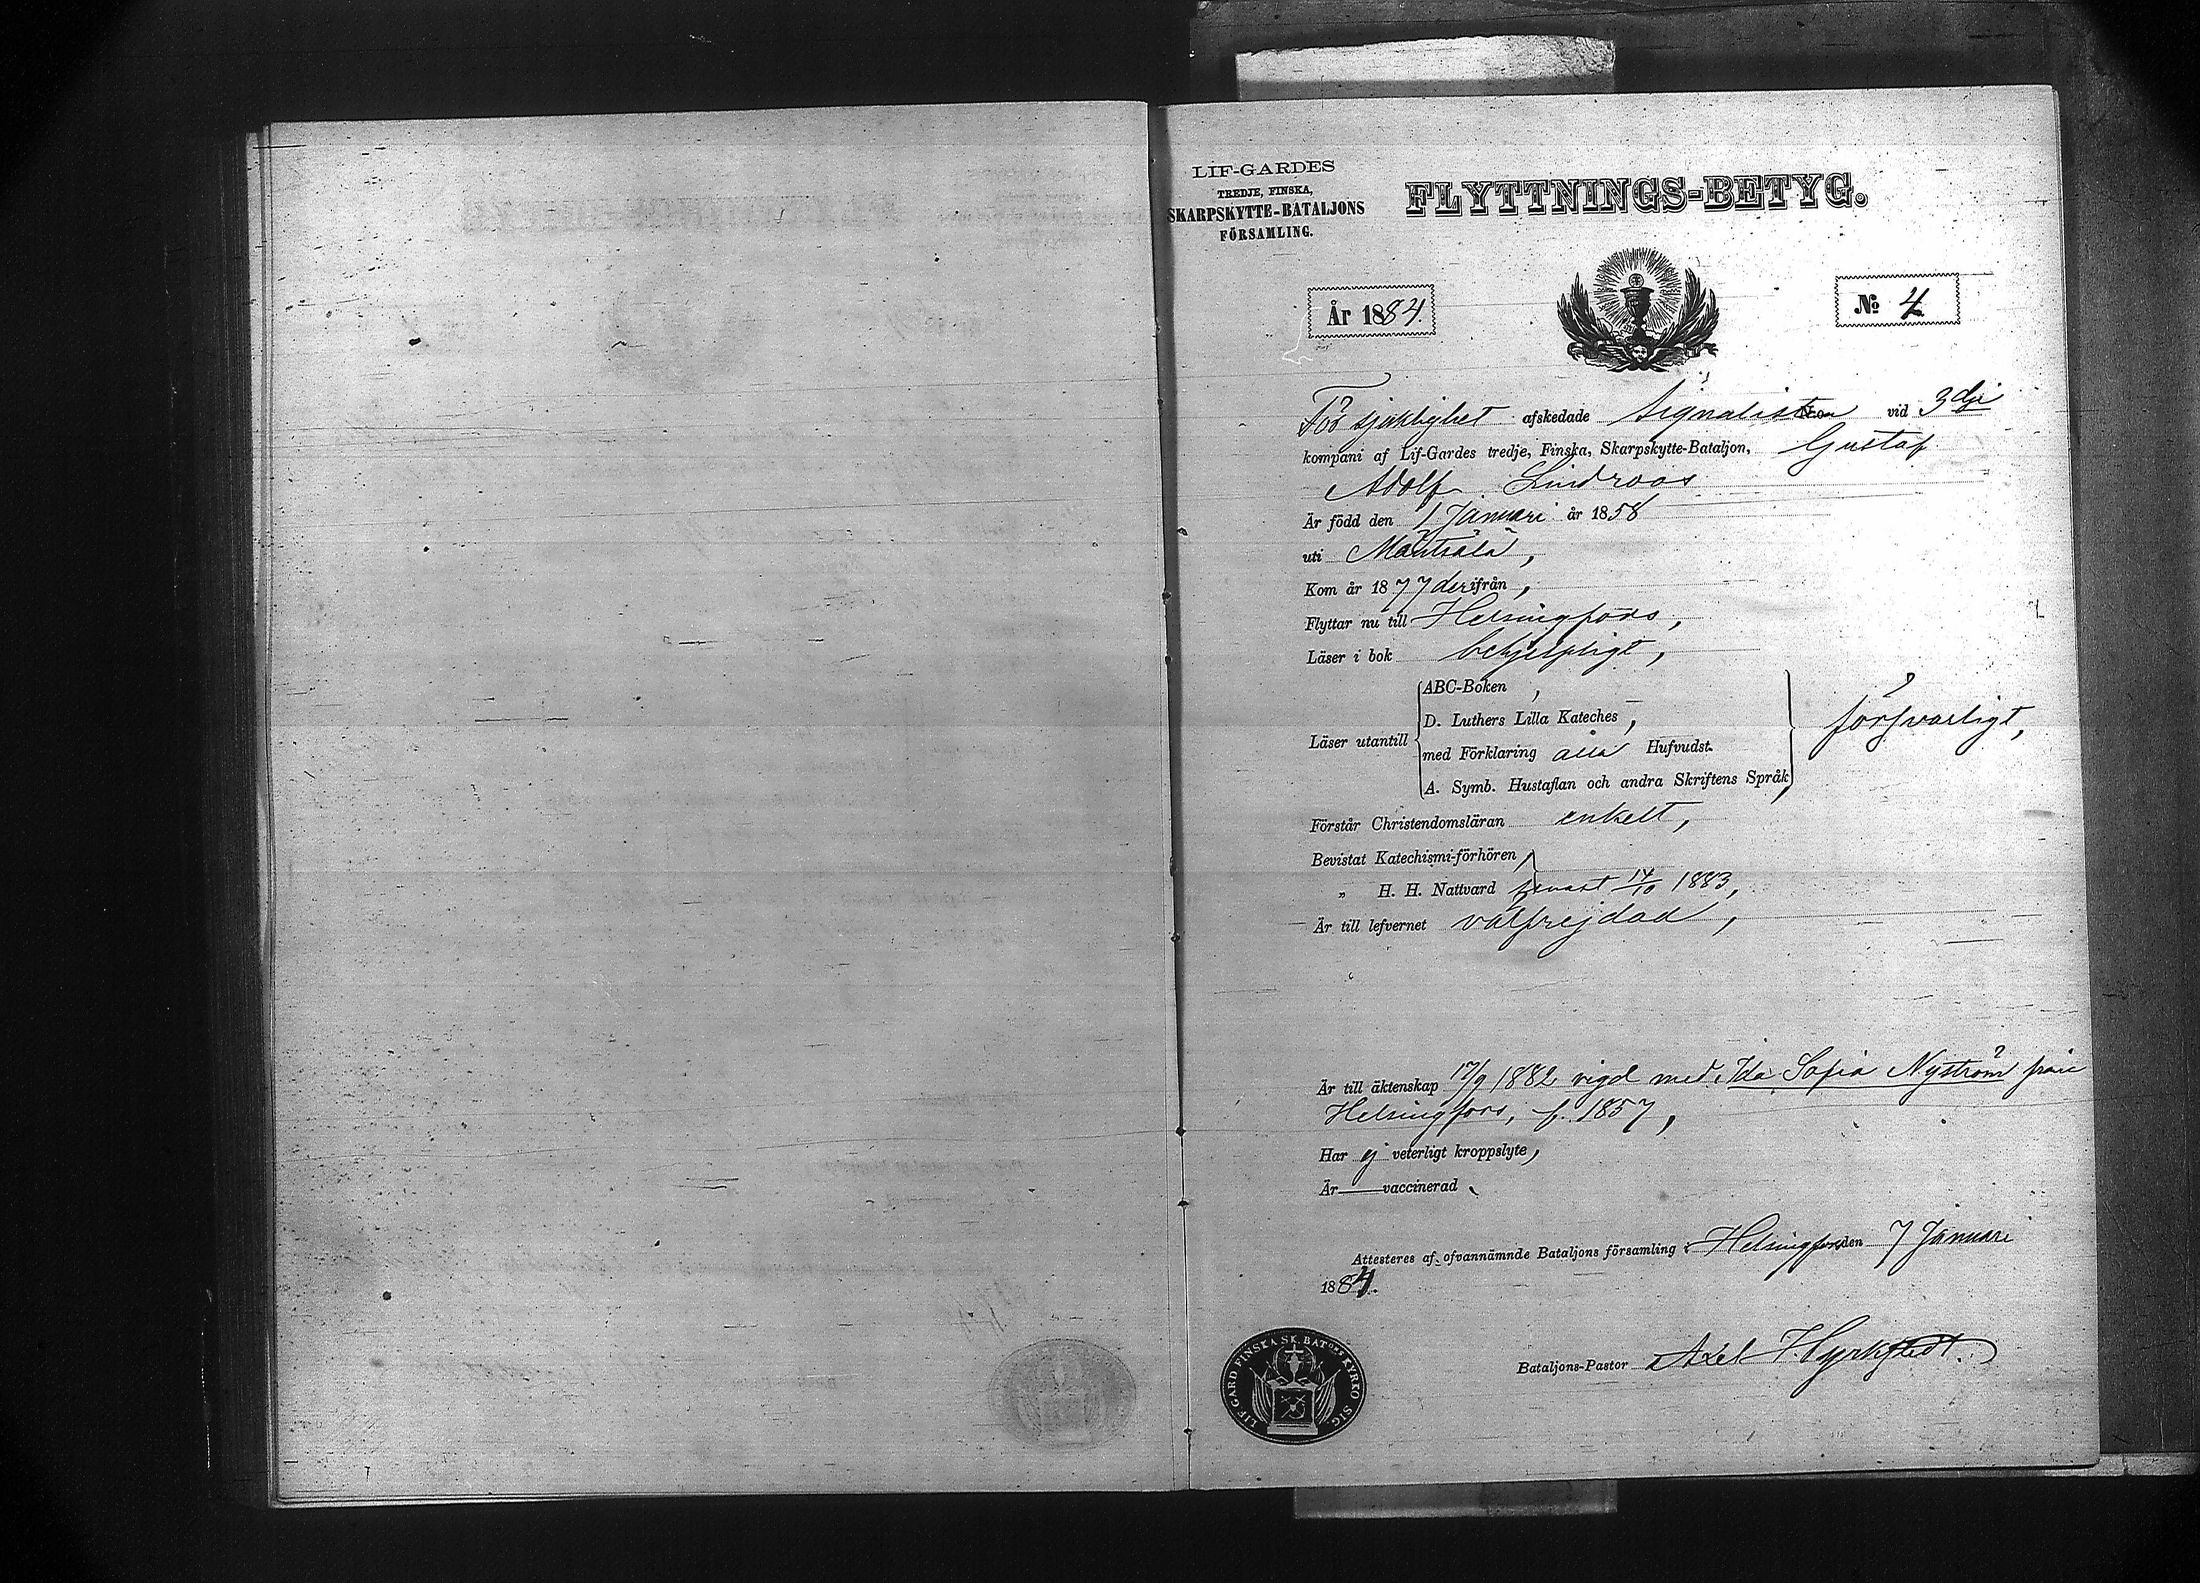 LIF-GARDES
TREDJE, FINSKA,
SKARPSKYTTE-BATALJONS
FÖRSAMLING.
FLYTTNINGS-BETYG.
År 1884.
No 4
För sjuklighet afskedade Signalisten vid 3dje
kompani af Lif-Gardes tredje, Finska, Skarpskytte-Bataljon, Gustaf
Adolf Lindroos
Är född den 1 Januari år 1858
uti Mäntsälä,
Kom år 1877 derifrån,
Flyttar nu till Helsingfors,
Läser i bok behjelpligt,
Läser utantill
ABC-Boken,
D. Luthers Lilla Kateches,
med Förklaring alla Hufvudst.
A. Symb. Hustaflan och andra Skriftens Språk,
försvarligt,
Förstår Christendomsläran enkelt,
Bevistat Katechismi-förhören,
„ H. H. Nattvard senast 14/10 1883,
Är till lefvernet välfrejdad,
Är till äktenskap 17/9 1882 vigd med Ida Sofia Nyström från
Helsingfors, f. 1857,
Har ej veterligt kroppslyte,
Är — vaccinerad
Attesteres af ofvannämnde Bataljons församling i Helsingfors den 7 Januari
1884.
Bataljons-Pastor Axel Hyrkstedt.
LIF GARD FINSKA SK. BATONS KYRKO SIG.